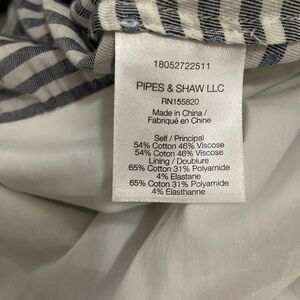 18052722511
PIPES & SHAW LLC
RN155820
Made in China /
Fabriqué en Chine
Self / Principal
54% Cotton 46% Viscose
54% Coton 46% Viscose
Lining / Doublure
65% Cotton 31% Polyamide
4% Elastane
65% Coton 31% Polyamide
4% Elasthanne